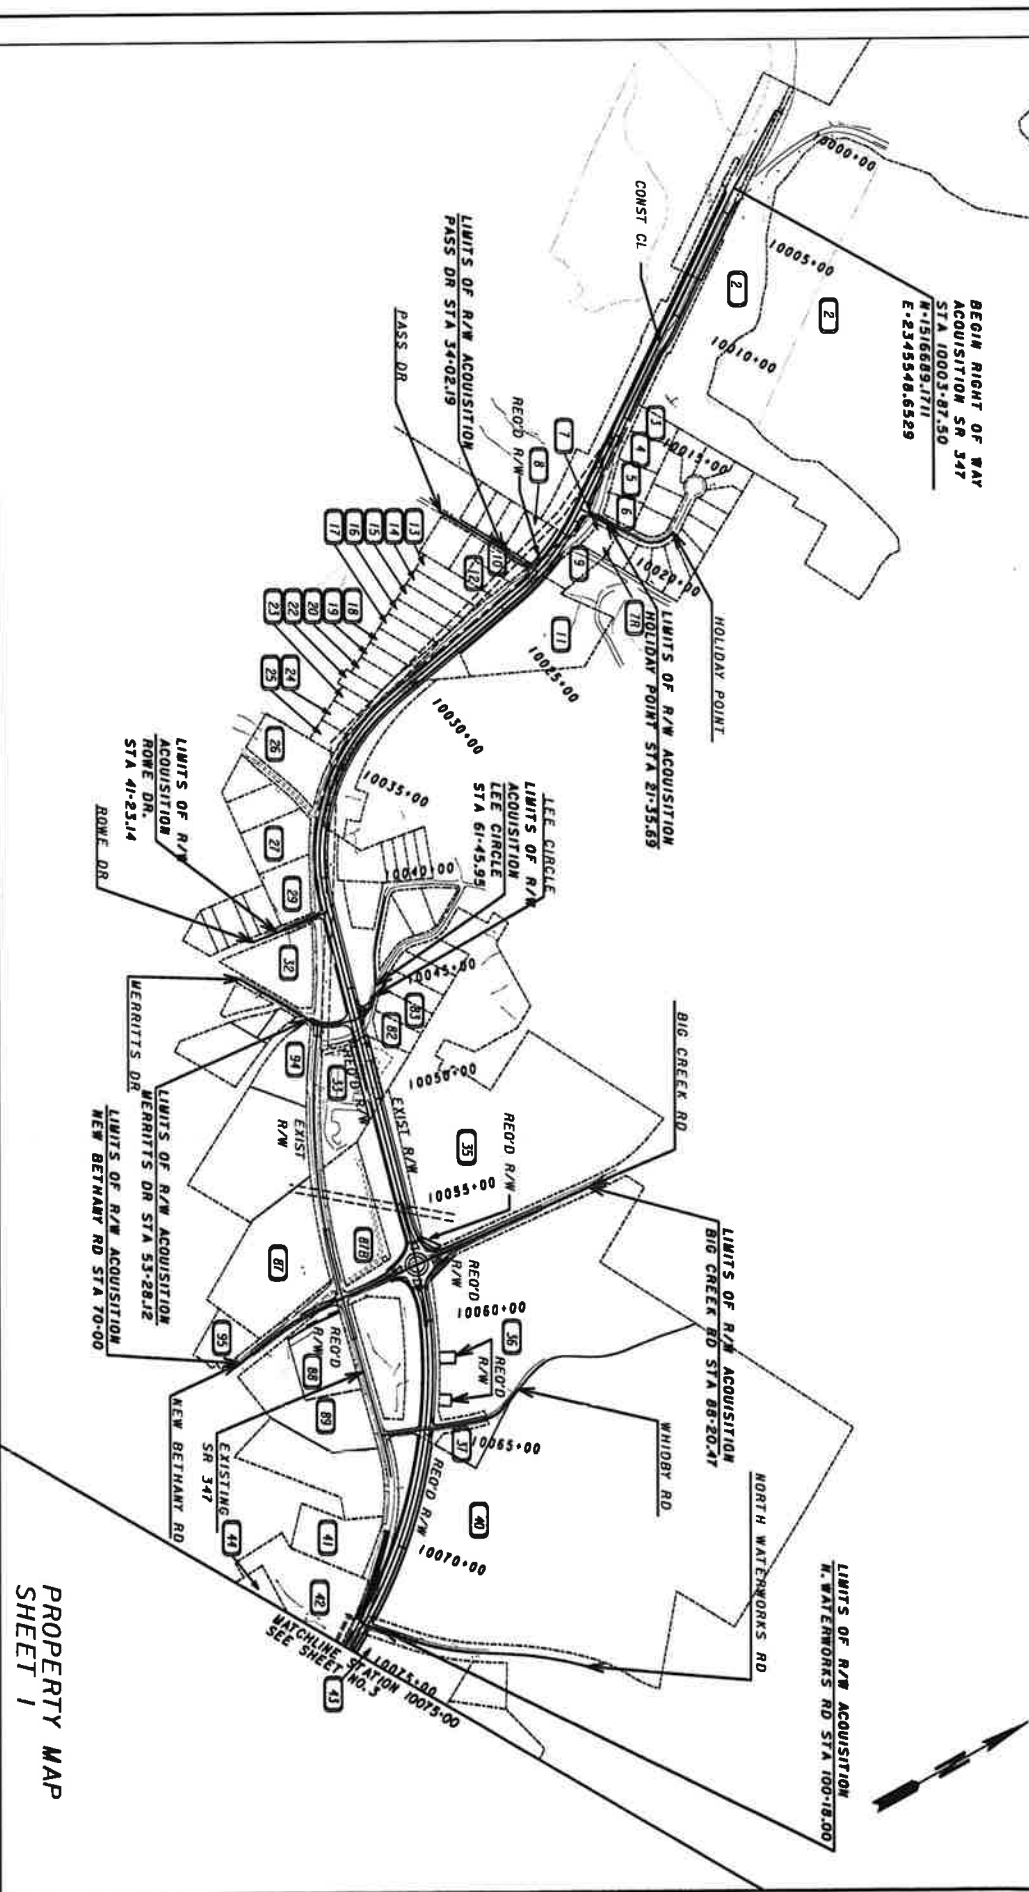 BEGIN RIGHT OF WAY
ACQUISITION SR 347
STA 10003+87.50
N=1516689.1711
E=2345548.6529
10000+00
10005+00
2
2
10010+00
CONST CL
LIMITS OF R/W ACQUISITION
PASS DR STA 34+02.19
PASS DR
REQ'D R/W
8
7
3
4
5
6
10015+00
HOLIDAY POINT
10020+00
LIMITS OF R/W ACQUISITION
HOLIDAY POINT STA 21+35.69
7R
9
11
10
12
13
14
15
16
17
18
19
20
22
23
24
25
10025+00
10030+00
10035+00
26
27
29
LIMITS OF R/W
ACQUISITION
ROWE DR.
STA 41+23.14
ROWE DR
LEE CIRCLE
LIMITS OF R/W
ACQUISITION
LEE CIRCLE
STA 61+45.95
10040+00
10045+00
32
83
82
MERRITTS DR
LIMITS OF R/W ACQUISITION
MERRITTS DR STA 53+28.12
LIMITS OF R/W ACQUISITION
NEW BETHANY RD STA 70+00
94
33
REQ'D R/W
EXIST R/W
EXIST
R/W
10050+00
35
10055+00
REQ'D R/W
BIG CREEK RD
LIMITS OF R/W ACQUISITION
BIG CREEK RD STA 88+20.47
87B
87
REQ'D
R/W
10060+00
36
REQ'D
R/W
WHIDBY RD
95
REQ'D
R/W
88
89
NEW BETHANY RD
EXISTING
SR 347
37
10065+00
REQ'D R/W
40
10070+00
NORTH WATERWORKS RD
LIMITS OF R/W ACQUISITION
N. WATERWORKS RD STA 100+18.00
44
41
42
43
10075+00
MATCHLINE STATION 10075+00
SEE SHEET NO. 3
N
PROPERTY MAP
SHEET 1